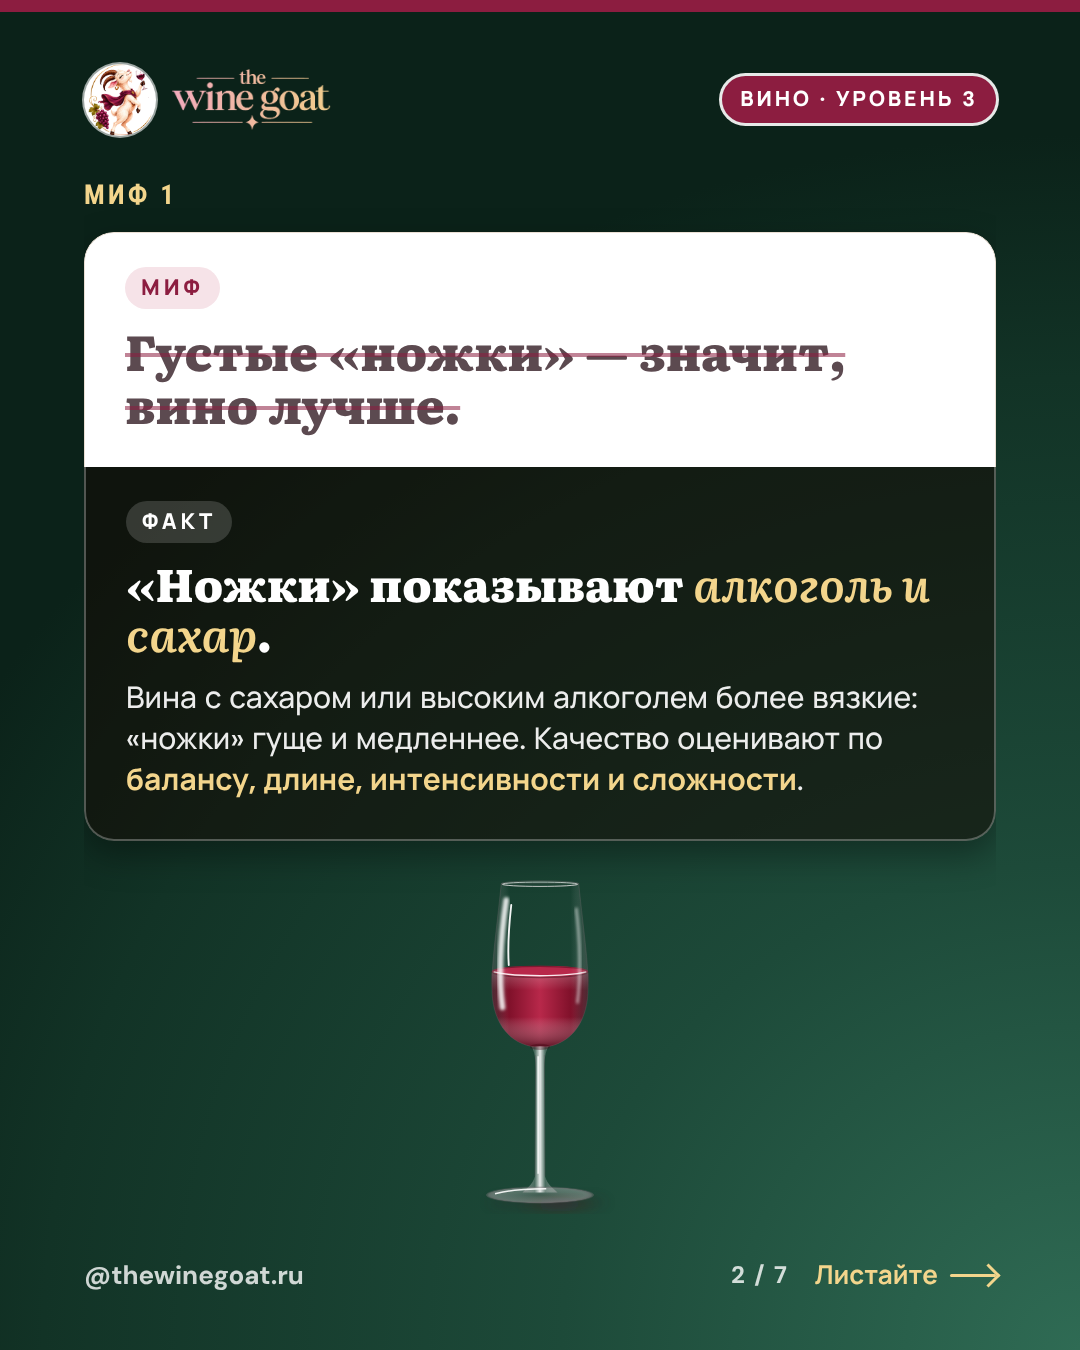 the
wine goat
ВИНО · УРОВЕНЬ 3
МИФ 1
МИФ
Густые «ножки» — значит,
вино лучше.
ФАКТ
«Ножки» показывают алкоголь и
сахар.
Вина с сахаром или высоким алкоголем более вязкие:
«ножки» гуще и медленнее. Качество оценивают по
балансу, длине, интенсивности и сложности.
@thewinegoat.ru
2 / 7
Листайте